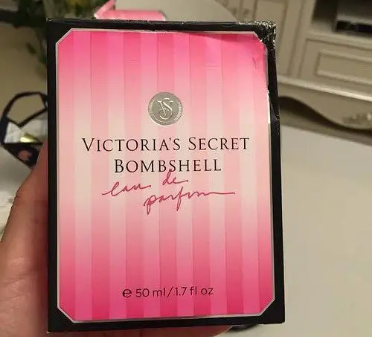 VS
VICTORIA'S SECRET
BOMBSHELL
eau de
parfum
℮ 50 ml/1.7 fl oz